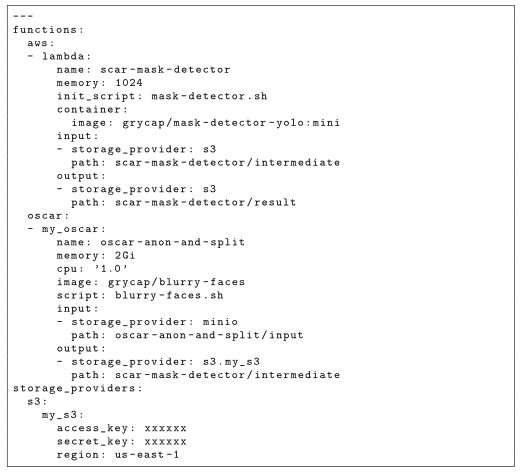 ---
functions:
  aws:
  - lambda:
      name: scar-mask-detector
      memory: 1024
      init_script: mask-detector.sh
      container:
        image: grycap/mask-detector-yolo:mini
      input:
      - storage_provider: s3
        path: scar-mask-detector/intermediate
      output:
      - storage_provider: s3
        path: scar-mask-detector/result
  oscar:
  - my_oscar:
      name: oscar-anon-and-split
      memory: 2Gi
      cpu: '1.0'
      image: grycap/blurry-faces
      script: blurry-faces.sh
      input:
      - storage_provider: minio
        path: oscar-anon-and-split/input
      output:
      - storage_provider: s3.my_s3
        path: scar-mask-detector/intermediate
storage_providers:
  s3:
    my_s3:
      access_key: xxxxxx
      secret_key: xxxxxx
      region: us-east-1